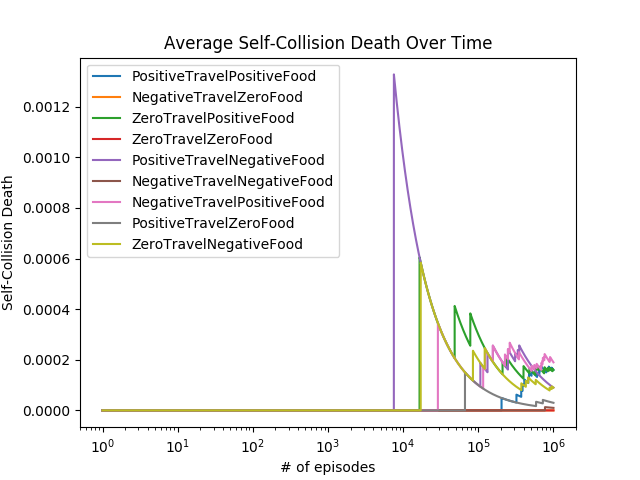 Average Self-Collision Death Over Time
Self-Collision Death
0.0012
0.0010
0.0008
0.0006
0.0004
0.0002
0.0000
PositiveTravelPositiveFood
NegativeTravelZeroFood
ZeroTravelPositiveFood
ZeroTravelZeroFood
PositiveTravelNegativeFood
NegativeTravelNegativeFood
NegativeTravelPositiveFood
PositiveTravelZeroFood
ZeroTravelNegativeFood
10⁰ 10¹ 10² 10³ 10⁴ 10⁵ 10⁶
# of episodes